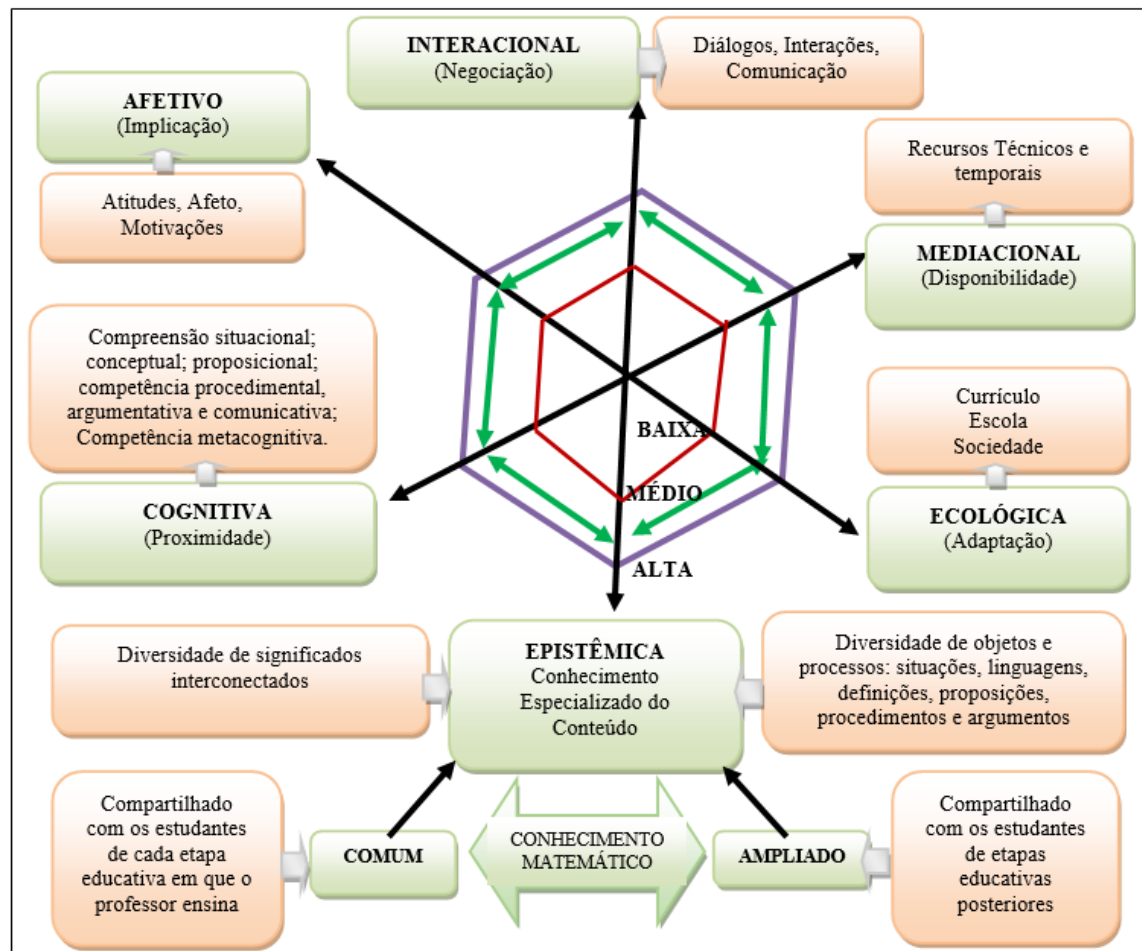 INTERACIONAL
(Negociação)
Diálogos, Interações,
Comunicação
AFETIVO
(Implicação)
Atitudes, Afeto,
Motivações
Recursos Técnicos e
temporais
MEDIACIONAL
(Disponibilidade)
Compreensão situacional;
conceptual; proposicional;
competência procedimental,
argumentativa e comunicativa;
Competência metacognitiva.
COGNITIVA
(Proximidade)
Currículo
Escola
Sociedade
ECOLÓGICA
(Adaptação)
BAIXA
MÉDIO
ALTA
Diversidade de significados
interconectados
EPISTÊMICA
Conhecimento
Especializado do
Conteúdo
Diversidade de objetos e
processos: situações, linguagens,
definições, proposições,
procedimentos e argumentos
Compartilhado
com os estudantes
de cada etapa
educativa em que o
professor ensina
COMUM
CONHECIMENTO
MATEMÁTICO
AMPLIADO
Compartilhado
com os estudantes
de etapas
educativas
posteriores